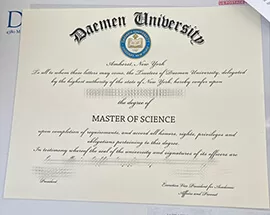 Daemen University
Amherst, New York
To all to whom these letters may come, the Trustees of Daemen University, delegated
by the highest authority of the state of New York, hereby confer upon
the degree of
MASTER OF SCIENCE
upon completion of requirements, and accord all honors, rights, privileges and
obligations pertaining to this degree.
In testimony whereof the seal of the university and signatures of its officers are
President
Executive Vice President for Academic
Affairs and Provost